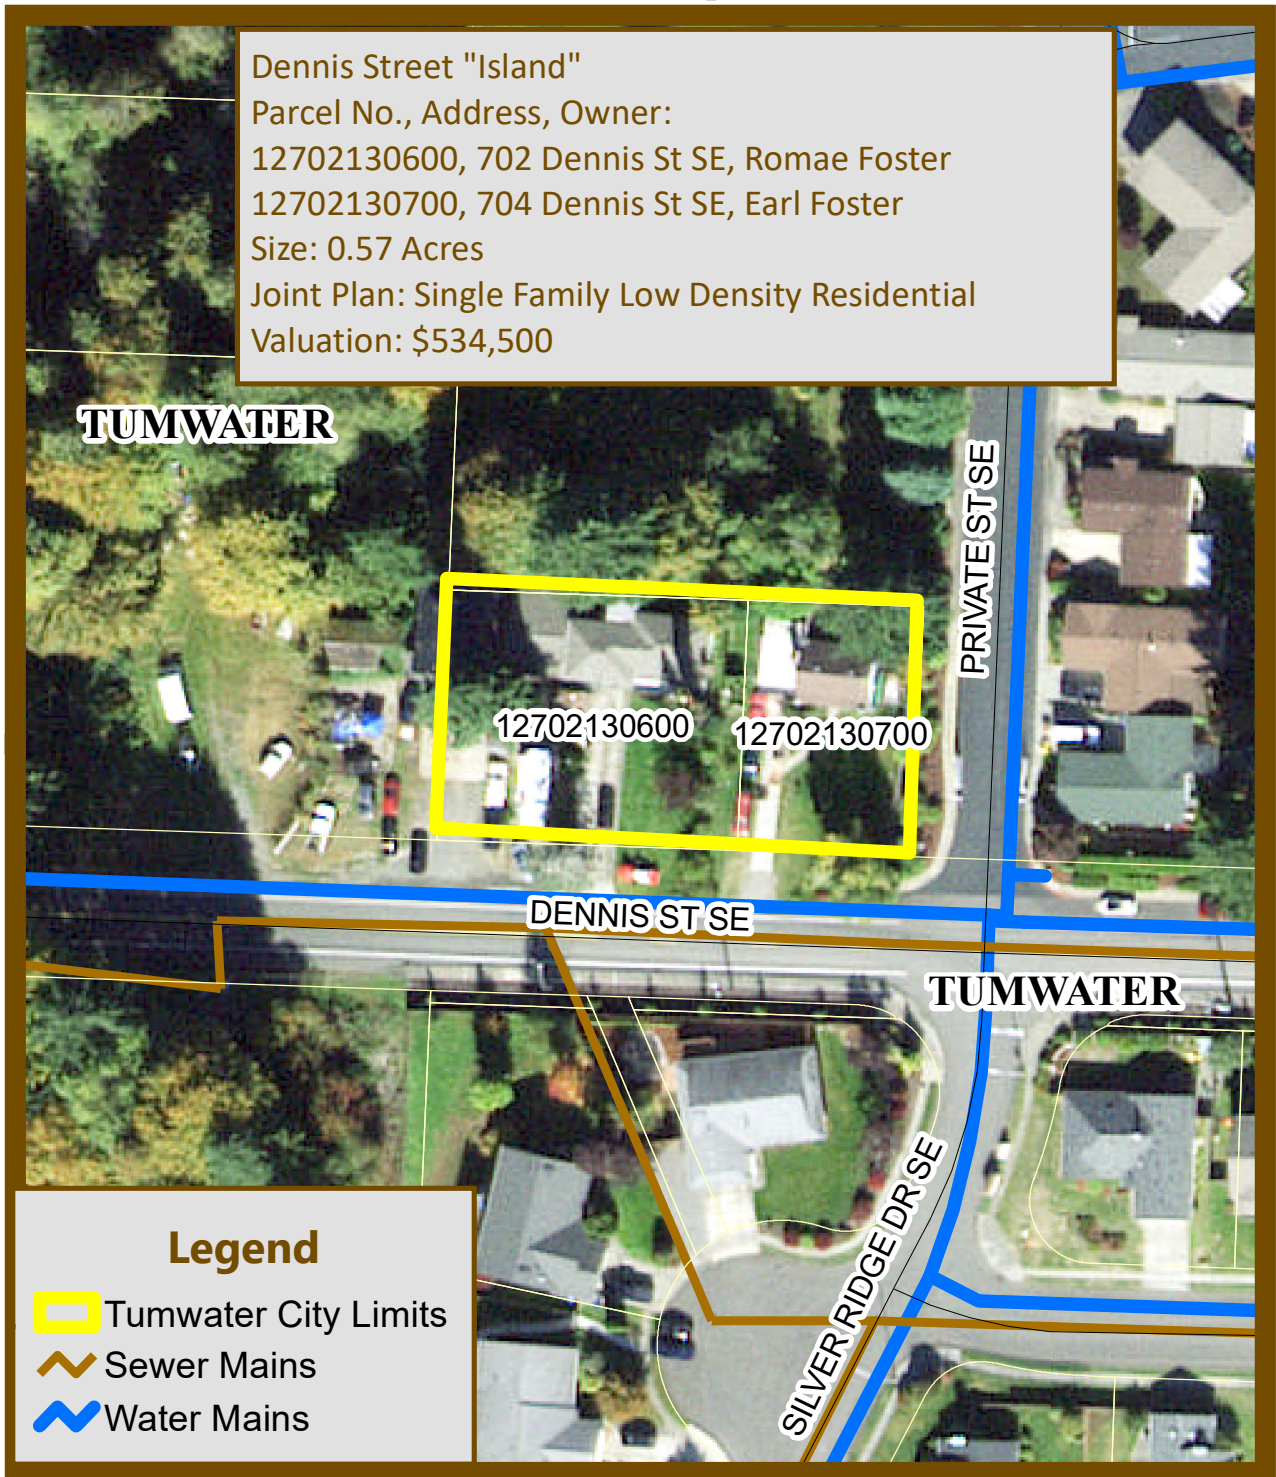 Dennis Street "Island"
Parcel No., Address, Owner:
12702130600, 702 Dennis St SE, Romae Foster
12702130700, 704 Dennis St SE, Earl Foster
Size: 0.57 Acres
Joint Plan: Single Family Low Density Residential
Valuation: $534,500
TUMWATER
PRIVATE ST SE
12702130600
12702130700
DENNIS ST SE
TUMWATER
SILVER RIDGE DR SE
Legend
Tumwater City Limits
Sewer Mains
Water Mains